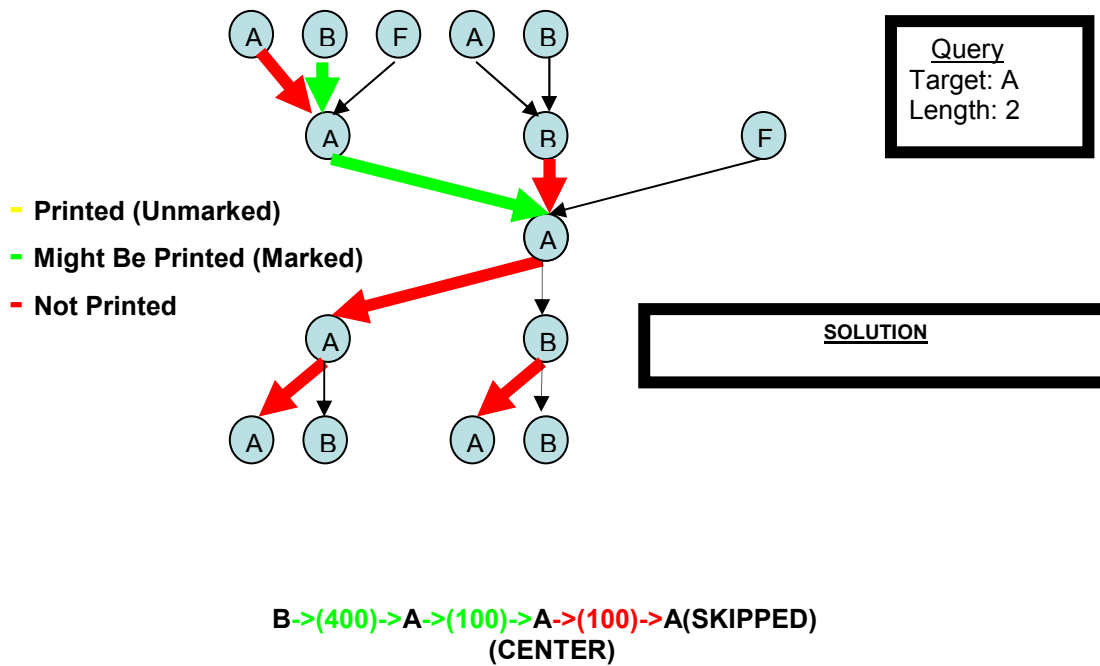 A B F A B
Query
Target: A
Length: 2
A B F
- Printed (Unmarked)
- Might Be Printed (Marked)
- Not Printed
A
A B
SOLUTION
A B A B
B->(400)->A->(100)->A->(100)->A(SKIPPED)
(CENTER)